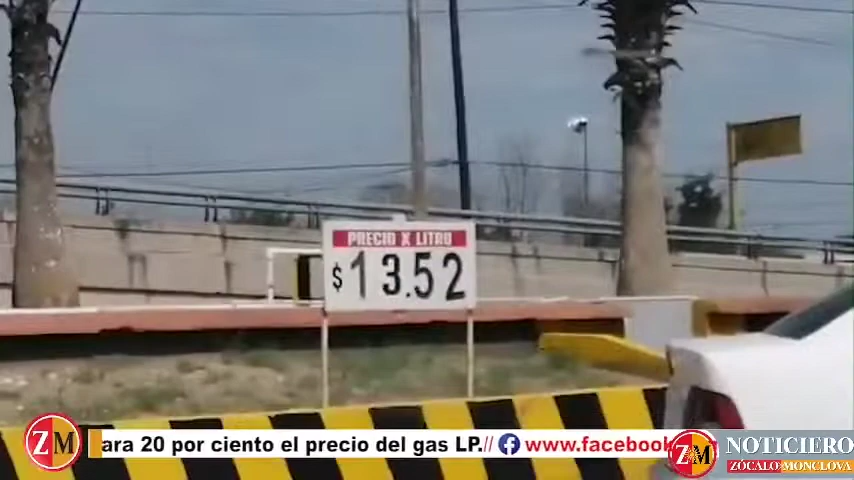 PRECIO X LITRO
$13.52
ZM
ara 20 por ciento el precio del gas LP.// f www.facebook
ZM
NOTICIERO
ZÓCALO MONCLOVA